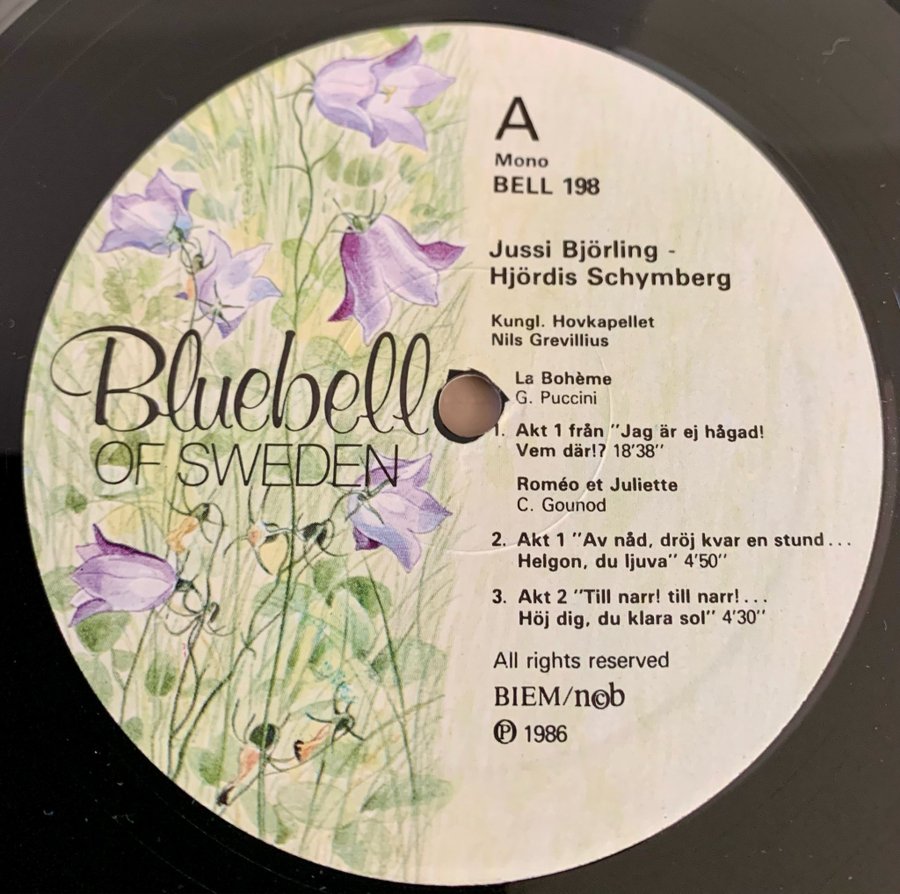 Bluebell
OF SWEDEN
A
Mono
BELL 198
Jussi Björling -
Hjördis Schymberg
Kungl. Hovkapellet
Nils Grevillius
La Bohème
G. Puccini
1. Akt 1 från "Jag är ej hågad!
Vem där!? 18'38"
Roméo et Juliette
C. Gounod
2. Akt 1 "Av nåd, dröj kvar en stund...
Helgon, du ljuva" 4'50"
3. Akt 2 "Till narr! till narr!...
Höj dig, du klara sol" 4'30"
All rights reserved
BIEM/n©b
℗ 1986